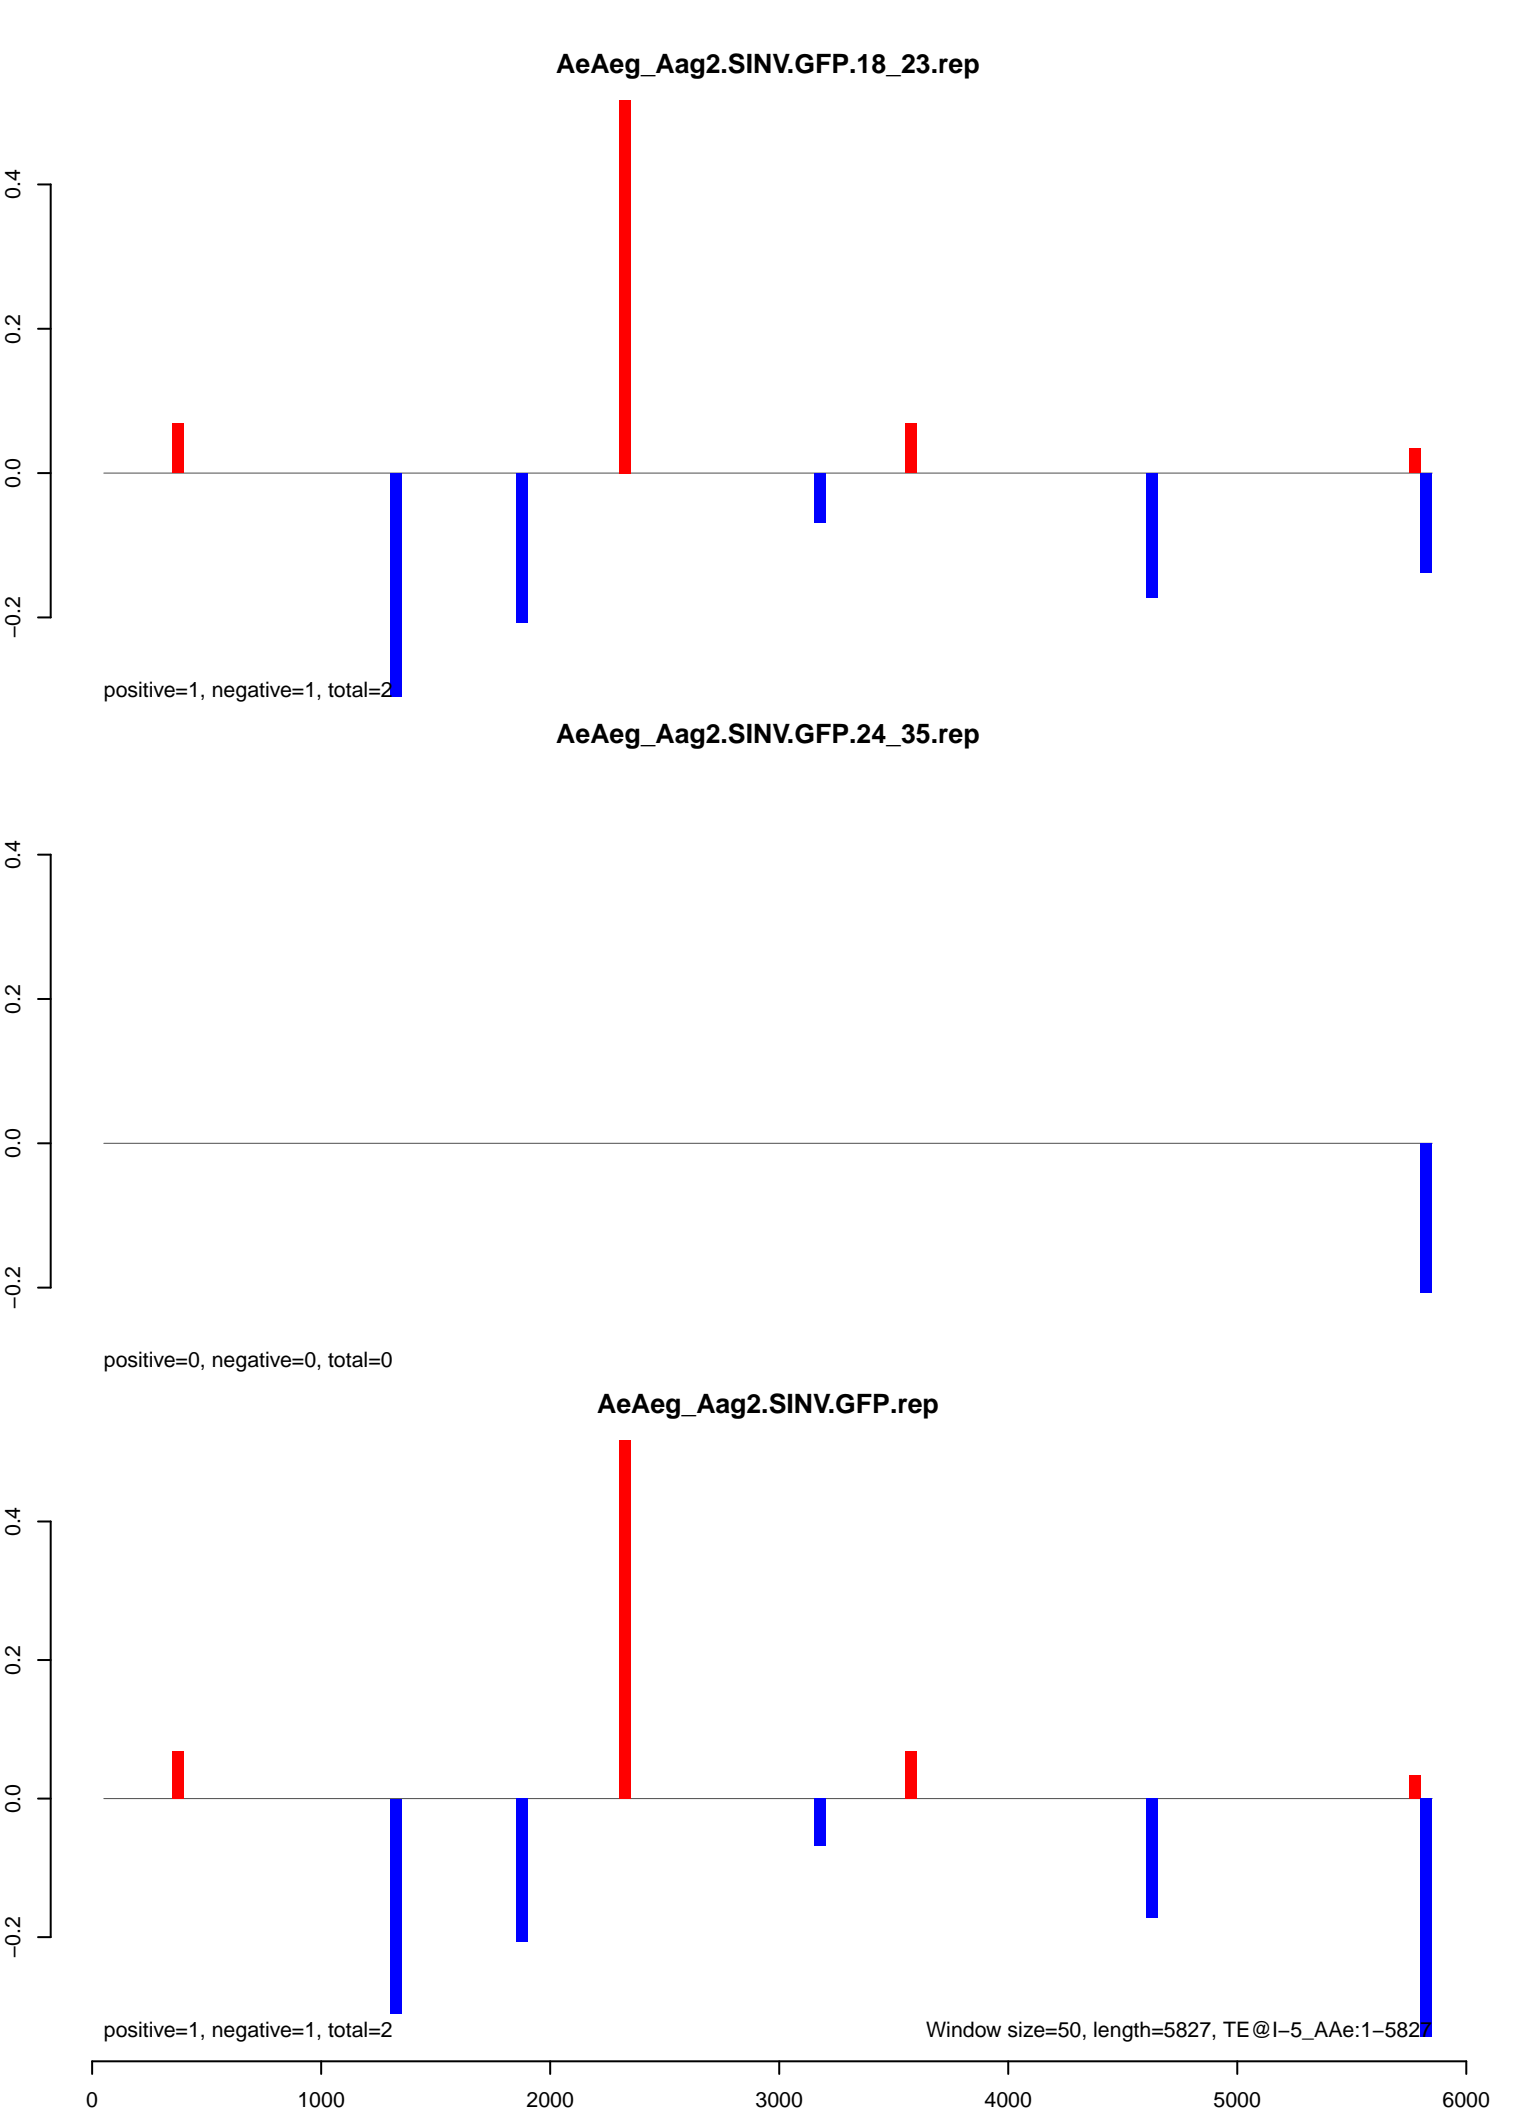 AeAeg_Aag2.SINV.GFP.18_23.rep
0.4
0.2
0.0
−0.2
positive=1, negative=1, total=2
AeAeg_Aag2.SINV.GFP.24_35.rep
0.4
0.2
0.0
−0.2
positive=0, negative=0, total=0
AeAeg_Aag2.SINV.GFP.rep
0.4
0.2
0.0
−0.2
positive=1, negative=1, total=2
Window size=50, length=5827, TE@I−5_AAe:1−5827
0 1000 2000 3000 4000 5000 6000